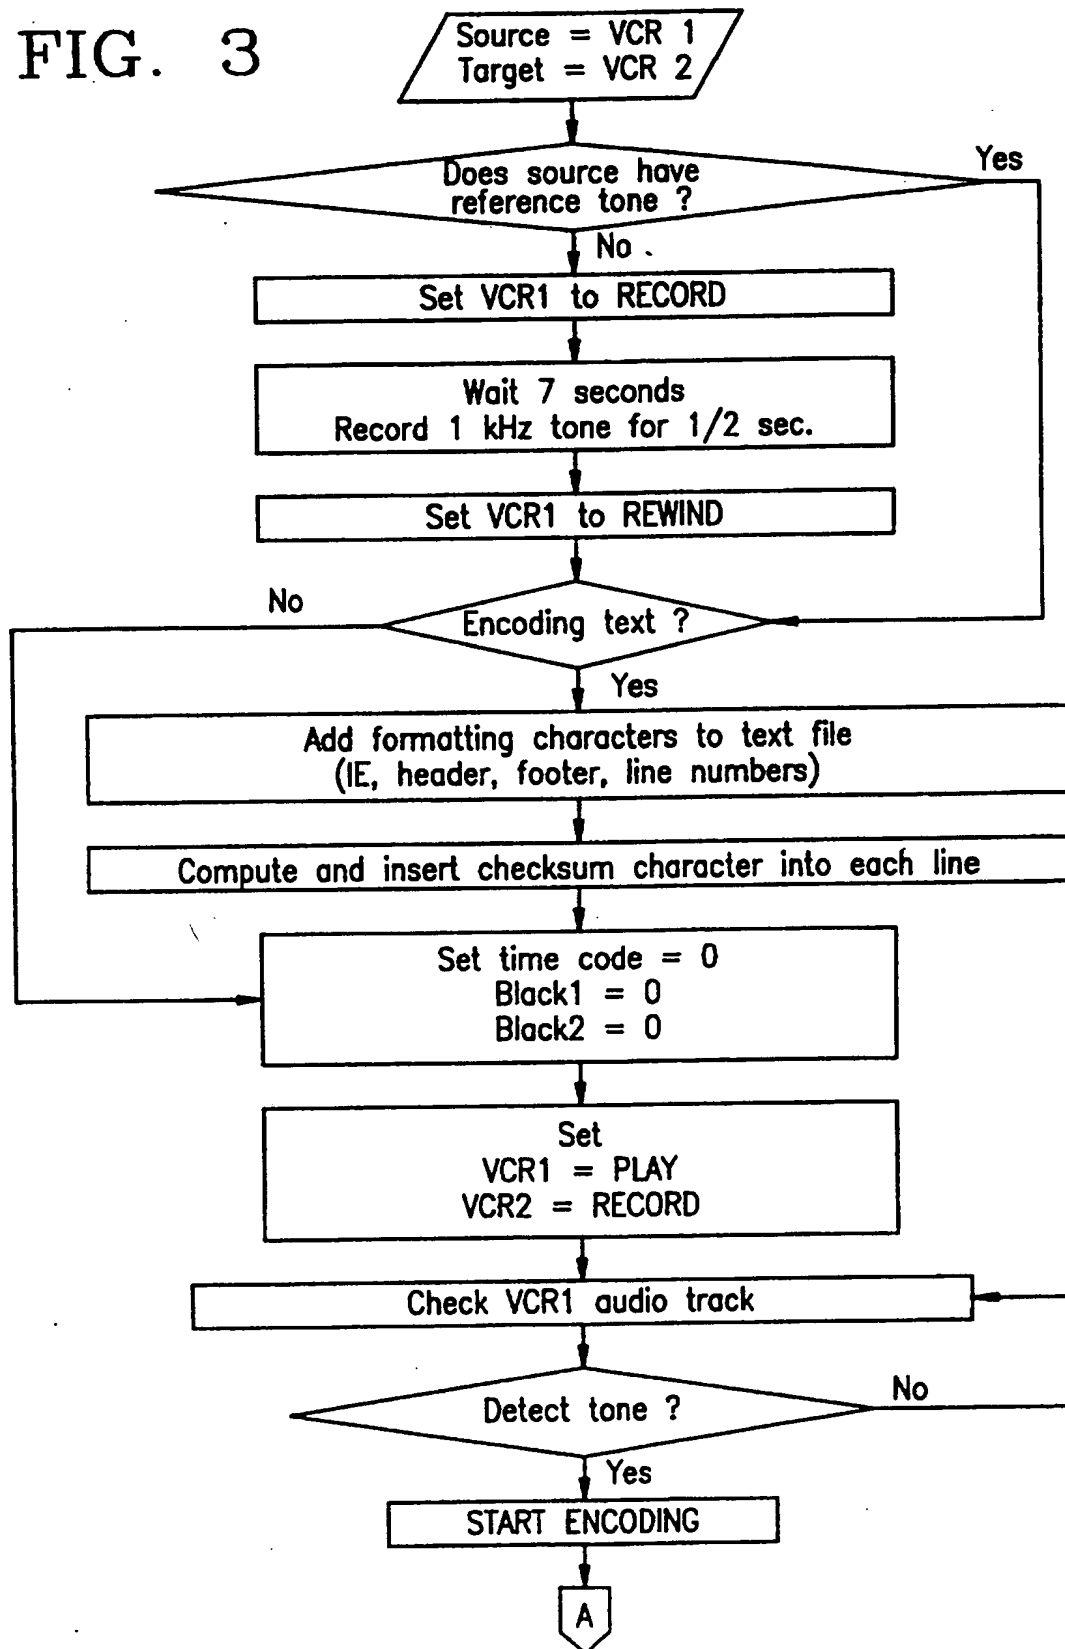 FIG. 3
Source = VCR 1
Target = VCR 2
Does source have
reference tone ?
Yes
No
Set VCR1 to RECORD
Wait 7 seconds
Record 1 kHz tone for 1/2 sec.
Set VCR1 to REWIND
No
Encoding text ?
Yes
Add formatting characters to text file
(IE, header, footer, line numbers)
Compute and insert checksum character into each line
Set time code = 0
Black1 = 0
Black2 = 0
Set
VCR1 = PLAY
VCR2 = RECORD
Check VCR1 audio track
Detect tone ?
No
Yes
START ENCODING
A